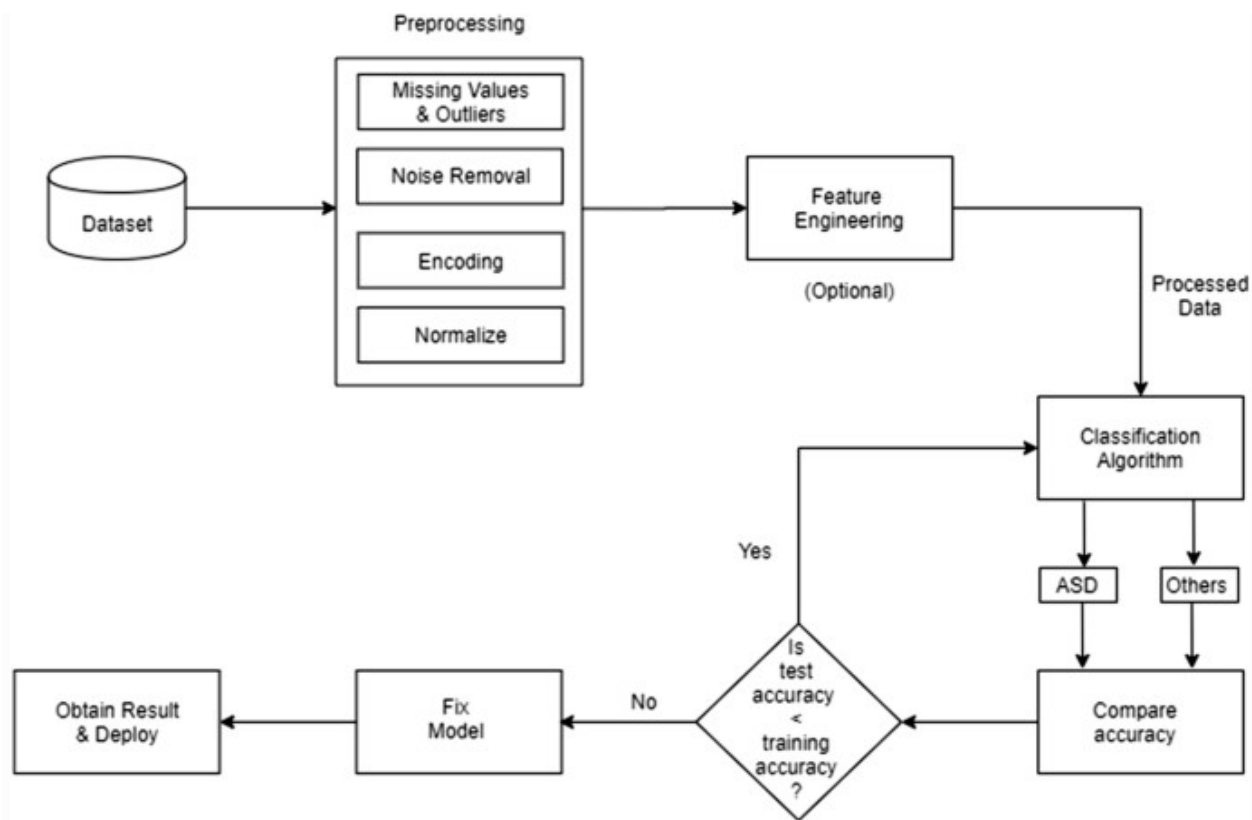 Preprocessing
Missing Values
& Outliers
Noise Removal
Encoding
Normalize
Dataset
Feature
Engineering
(Optional)
Processed
Data
Classification
Algorithm
ASD
Others
Compare
accuracy
Is
test
accuracy
<
training
accuracy
?
Yes
No
Fix
Model
Obtain Result
& Deploy